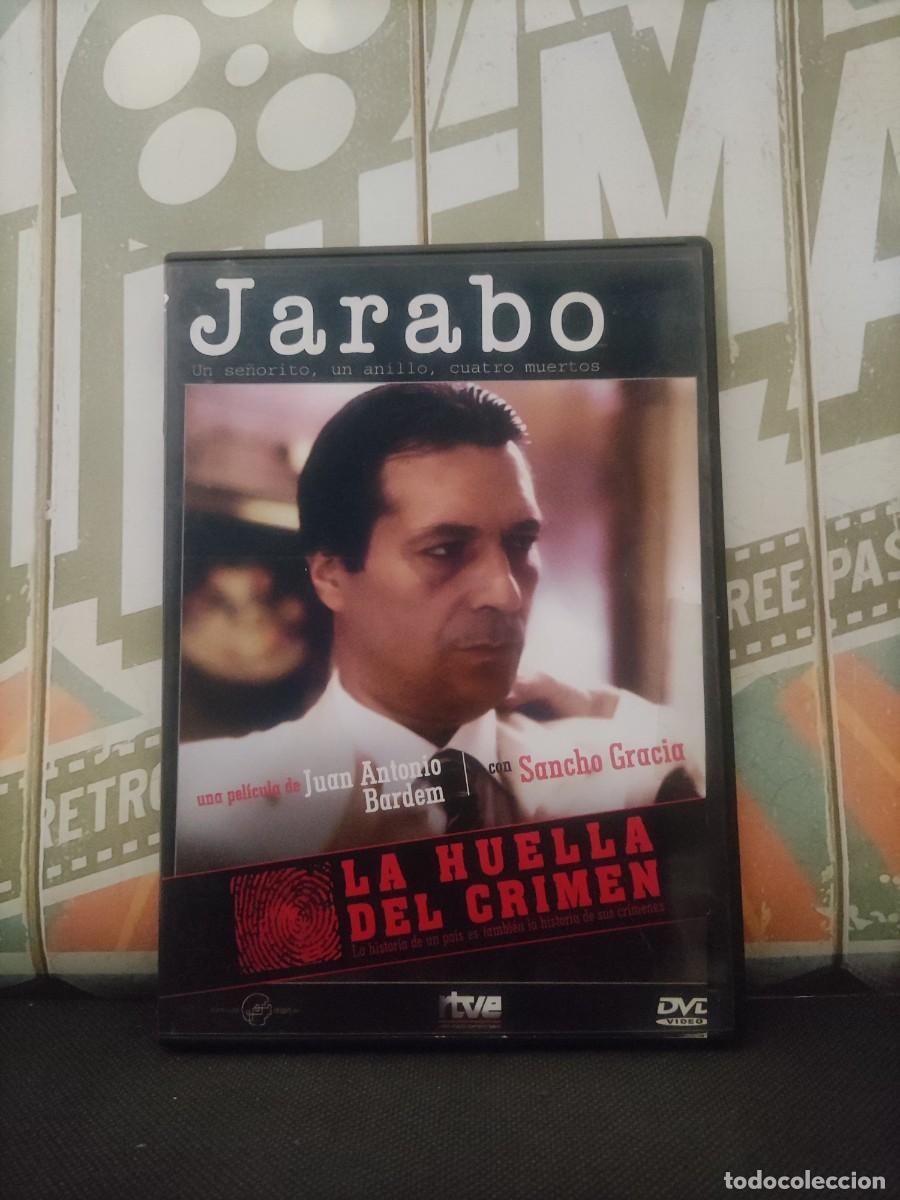 CINEMA
Jarabo
Un señorito, un anillo, cuatro muertos
REE PAS
RETRO
una película de Juan Antonio
Bardem
con Sancho Gracia
LA HUELLA
DEL CRIMEN
La historia de un país es también la historia de sus crímenes
rtve
DVD
VIDEO
todocoleccion